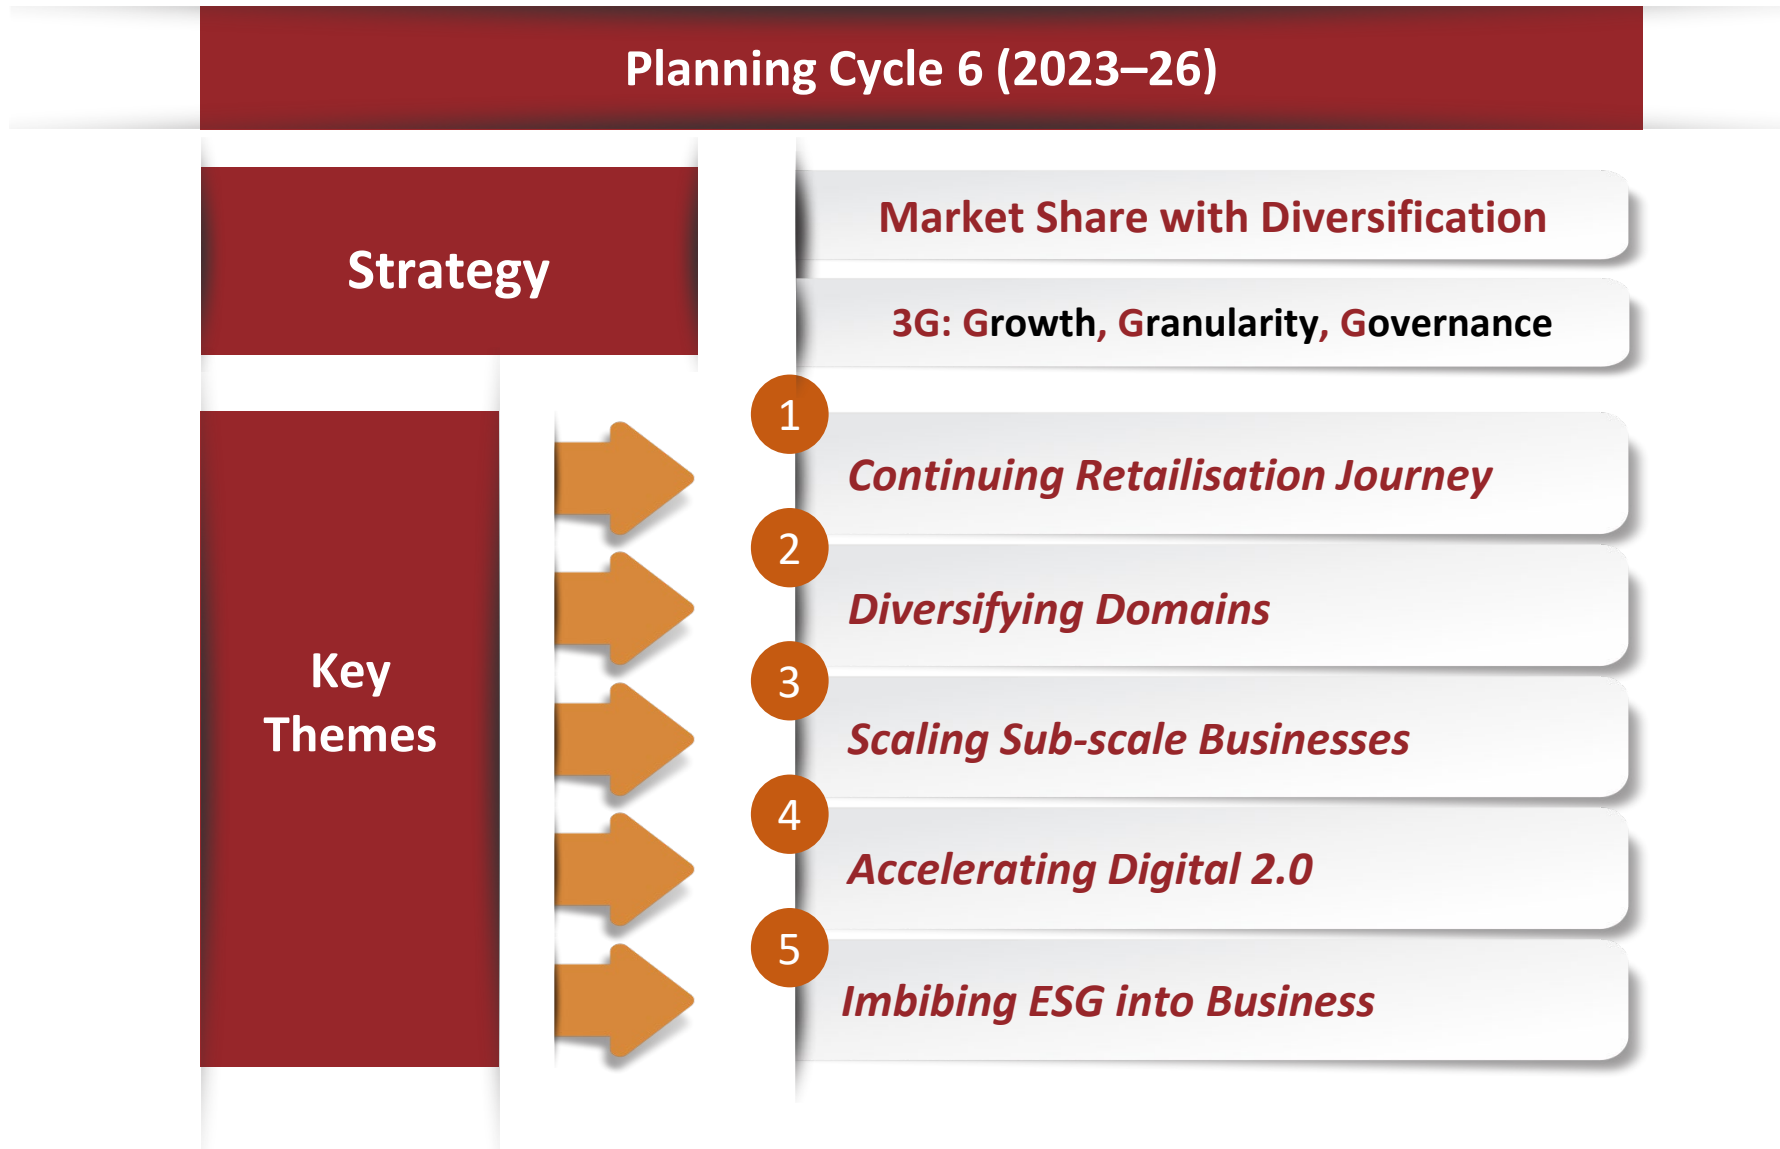 Planning Cycle 6 (2023–26)
Strategy
Market Share with Diversification
3G: Growth, Granularity, Governance
Key
Themes
1
Continuing Retailisation Journey
2
Diversifying Domains
3
Scaling Sub-scale Businesses
4
Accelerating Digital 2.0
5
Imbibing ESG into Business